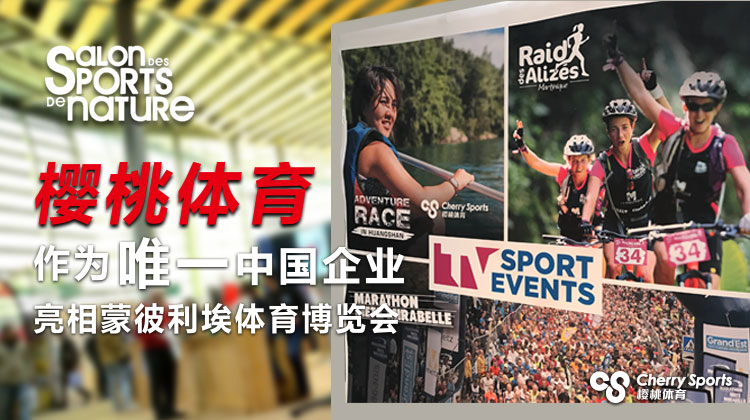 SALON DES
SPORTS
DE NATURE
樱桃体育
作为唯一中国企业
亮相蒙彼利埃体育博览会
Raid
des Alizés
Martinique
ADVENTURE
RACE
IN HUANGSHAN
Cherry Sports
樱桃体育
34
34
TV SPORT
EVENTS
MARATHON
Grand Est
Cherry Sports
樱桃体育